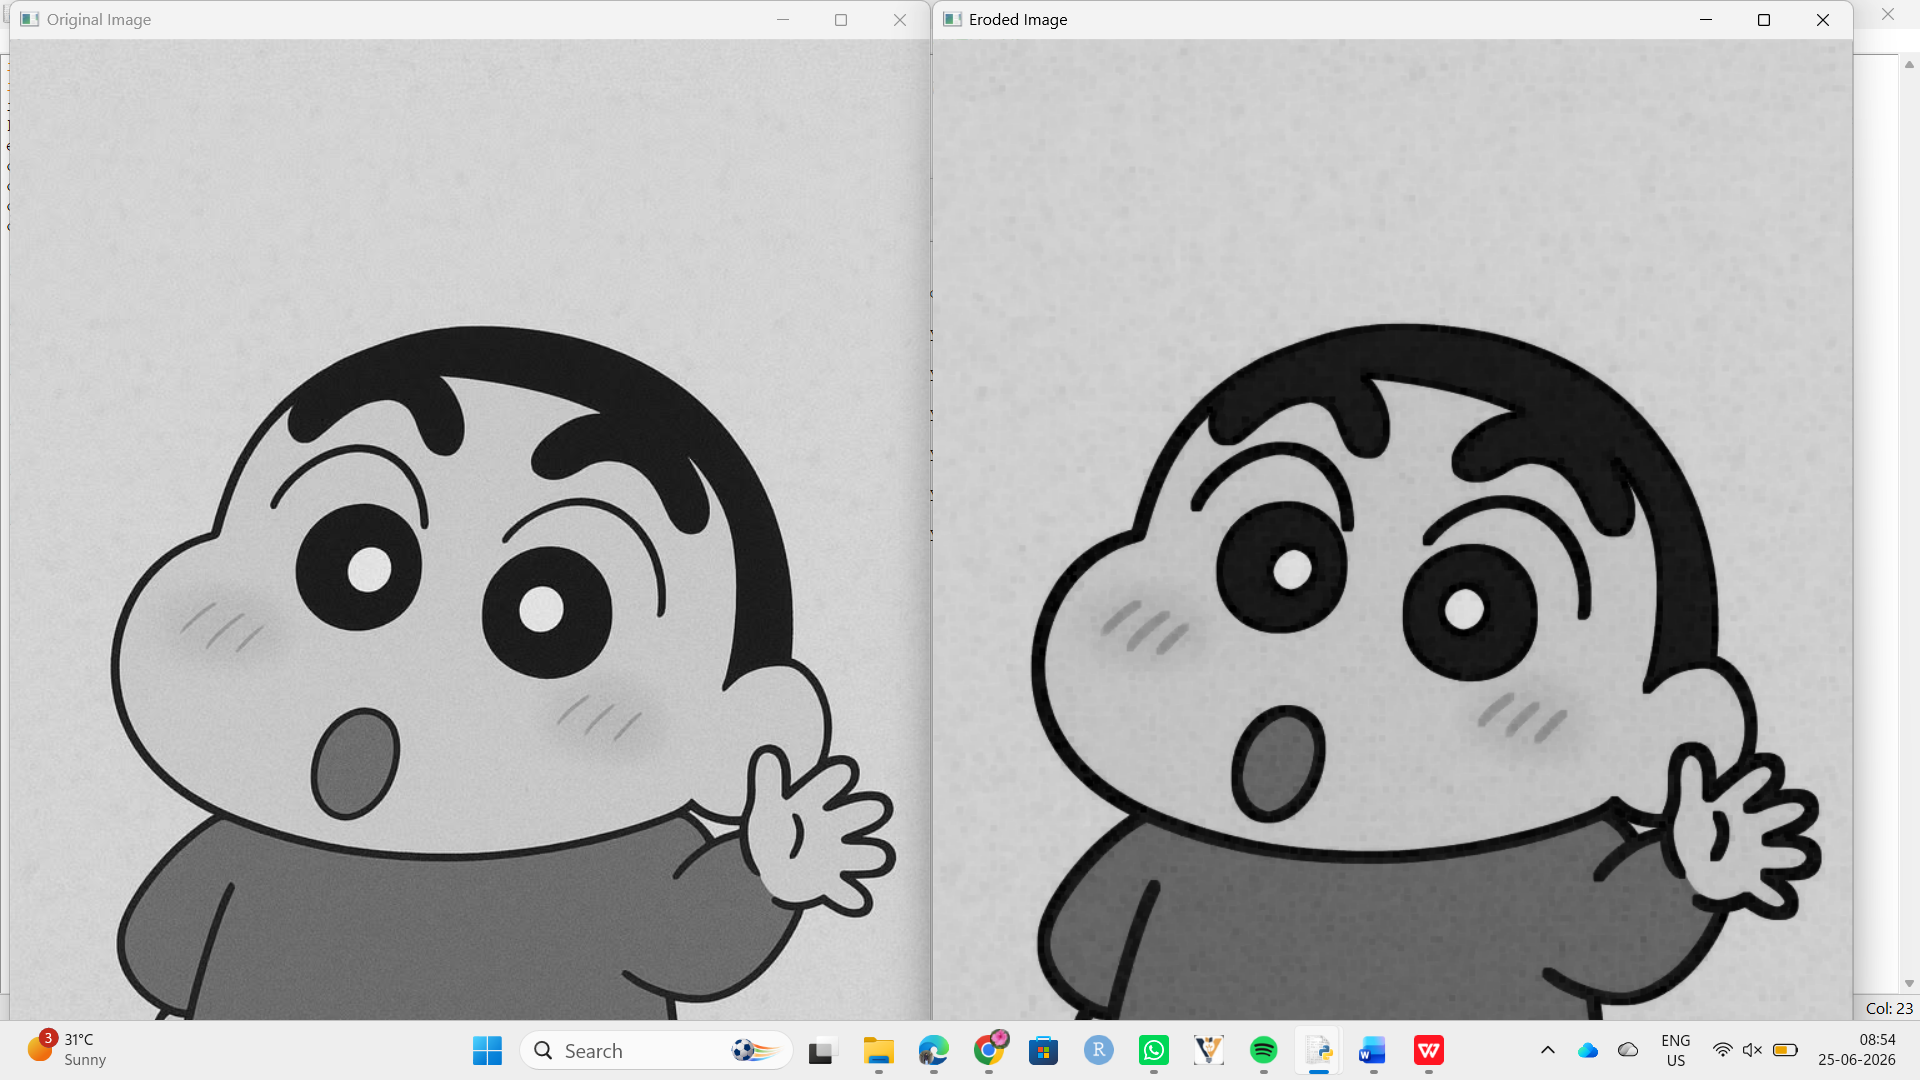 Original Image
Eroded Image
Col: 23
3
31°C
Sunny
Search
R
W
W
ENG
US
08:54
25-06-2026